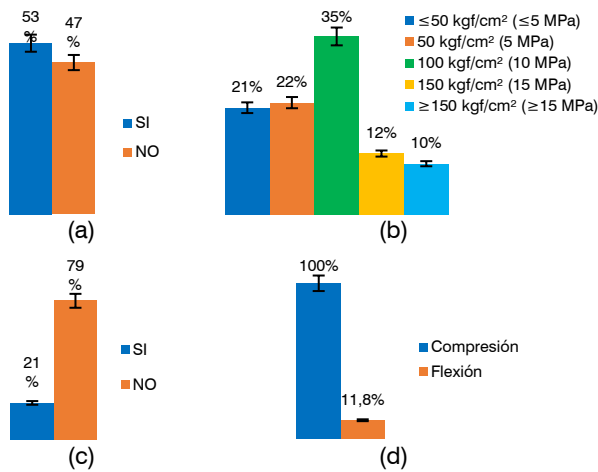 53
%
47
%
SI
NO
(a)
35%
21%
22%
12%
10%
≤50 kgf/cm² (≤5 MPa)
50 kgf/cm² (5 MPa)
100 kgf/cm² (10 MPa)
150 kgf/cm² (15 MPa)
≥150 kgf/cm² (≥15 MPa)
(b)
79
%
21
%
SI
NO
(c)
100%
11,8%
Compresión
Flexión
(d)